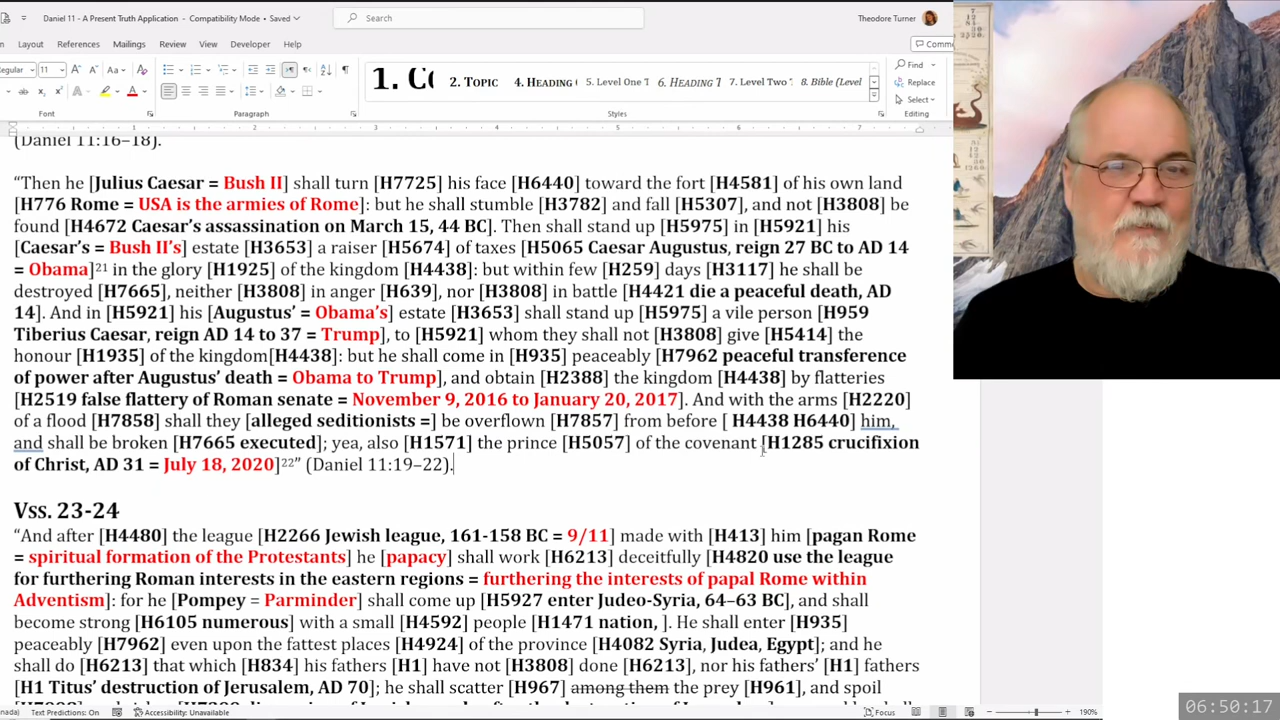 Daniel 11 - A Present Truth Application - Compatibility Mode • Saved
Search
Theodore Turner
Layout References Mailings Review View Developer Help
11
Find
Replace
Select
1. C
2. TOPIC
4. HEADING
5. Level One T
6. HEADING T
7. Level Two
8. Bible (Level
Font
Paragraph
Styles
Editing
1 2 3 4 5 6 7
(Daniel 11:16–18).
“Then he [Julius Caesar = Bush II] shall turn [H7725] his face [H6440] toward the fort [H4581] of his own land
[H776 Rome = USA is the armies of Rome]: but he shall stumble [H3782] and fall [H5307], and not [H3808] be
found [H4672 Caesar’s assassination on March 15, 44 BC]. Then shall stand up [H5975] in [H5921] his
[Caesar’s = Bush II’s] estate [H3653] a raiser [H5674] of taxes [H5065 Caesar Augustus, reign 27 BC to AD 14
= Obama]21 in the glory [H1925] of the kingdom [H4438]: but within few [H259] days [H3117] he shall be
destroyed [H7665], neither [H3808] in anger [H639], nor [H3808] in battle [H4421 die a peaceful death, AD
14]. And in [H5921] his [Augustus’ = Obama’s] estate [H3653] shall stand up [H5975] a vile person [H959
Tiberius Caesar, reign AD 14 to 37 = Trump], to [H5921] whom they shall not [H3808] give [H5414] the
honour [H1935] of the kingdom[H4438]: but he shall come in [H935] peaceably [H7962 peaceful transference
of power after Augustus’ death = Obama to Trump], and obtain [H2388] the kingdom [H4438] by flatteries
[H2519 false flattery of Roman senate = November 9, 2016 to January 20, 2017]. And with the arms [H2220]
of a flood [H7858] shall they [alleged seditionists =] be overflown [H7857] from before [ H4438 H6440] him,
and shall be broken [H7665 executed]; yea, also [H1571] the prince [H5057] of the covenant [H1285 crucifixion
of Christ, AD 31 = July 18, 2020]22” (Daniel 11:19–22).
Vss. 23-24
“And after [H4480] the league [H2266 Jewish league, 161-158 BC = 9/11] made with [H413] him [pagan Rome
= spiritual formation of the Protestants] he [papacy] shall work [H6213] deceitfully [H4820 use the league
for furthering Roman interests in the eastern regions = furthering the interests of papal Rome within
Adventism]: for he [Pompey = Parminder] shall come up [H5927 enter Judeo-Syria, 64–63 BC], and shall
become strong [H6105 numerous] with a small [H4592] people [H1471 nation, ]. He shall enter [H935]
peaceably [H7962] even upon the fattest places [H4924] of the province [H4082 Syria, Judea, Egypt]; and he
shall do [H6213] that which [H834] his fathers [H1] have not [H3808] done [H6213], nor his fathers’ [H1] fathers
[H1 Titus’ destruction of Jerusalem, AD 70]; he shall scatter [H967] among them the prey [H961], and spoil
Text Predictions: On
Accessibility: Unavailable
Focus
190%
06:50:17